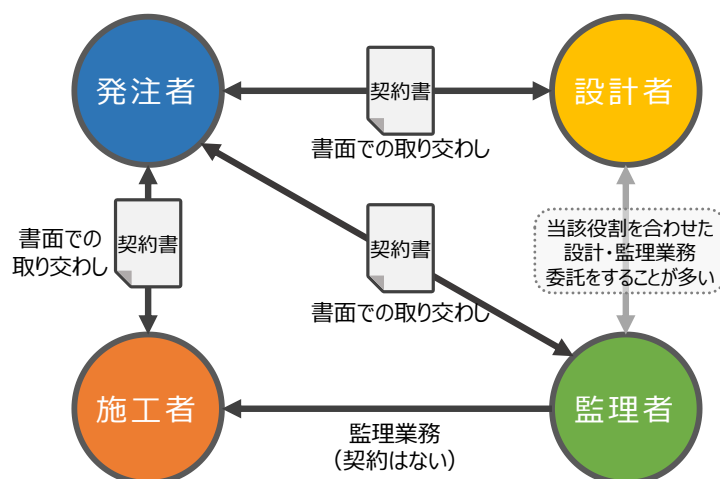 発注者
契約書
設計者
書面での取り交わし
書面での
取り交わし
契約書
契約書
書面での取り交わし
当該役割を合わせた
設計・監理業務
委託をすることが多い
施工者
監理業務
（契約はない）
監理者